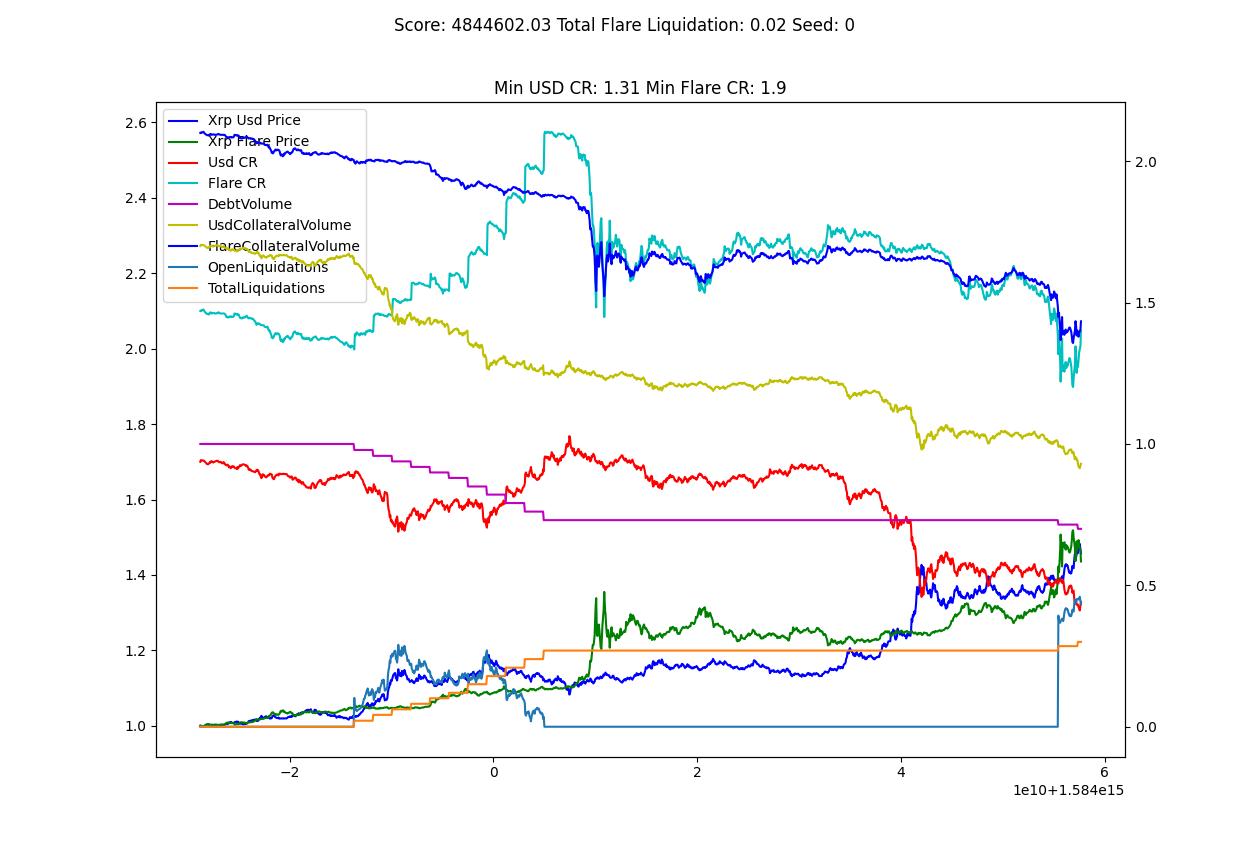 Score: 4844602.03 Total Flare Liquidation: 0.02 Seed: 0
Min USD CR: 1.31 Min Flare CR: 1.9
Xrp Usd Price
Xrp Flare Price
Usd CR
Flare CR
DebtVolume
UsdCollateralVolume
FlareCollateralVolume
OpenLiquidations
TotalLiquidations
2.6
2.4
2.2
2.0
1.8
1.6
1.4
1.2
1.0
2.0
1.5
1.0
0.5
0.0
−2 0 2 4 6
1e10+1.584e15